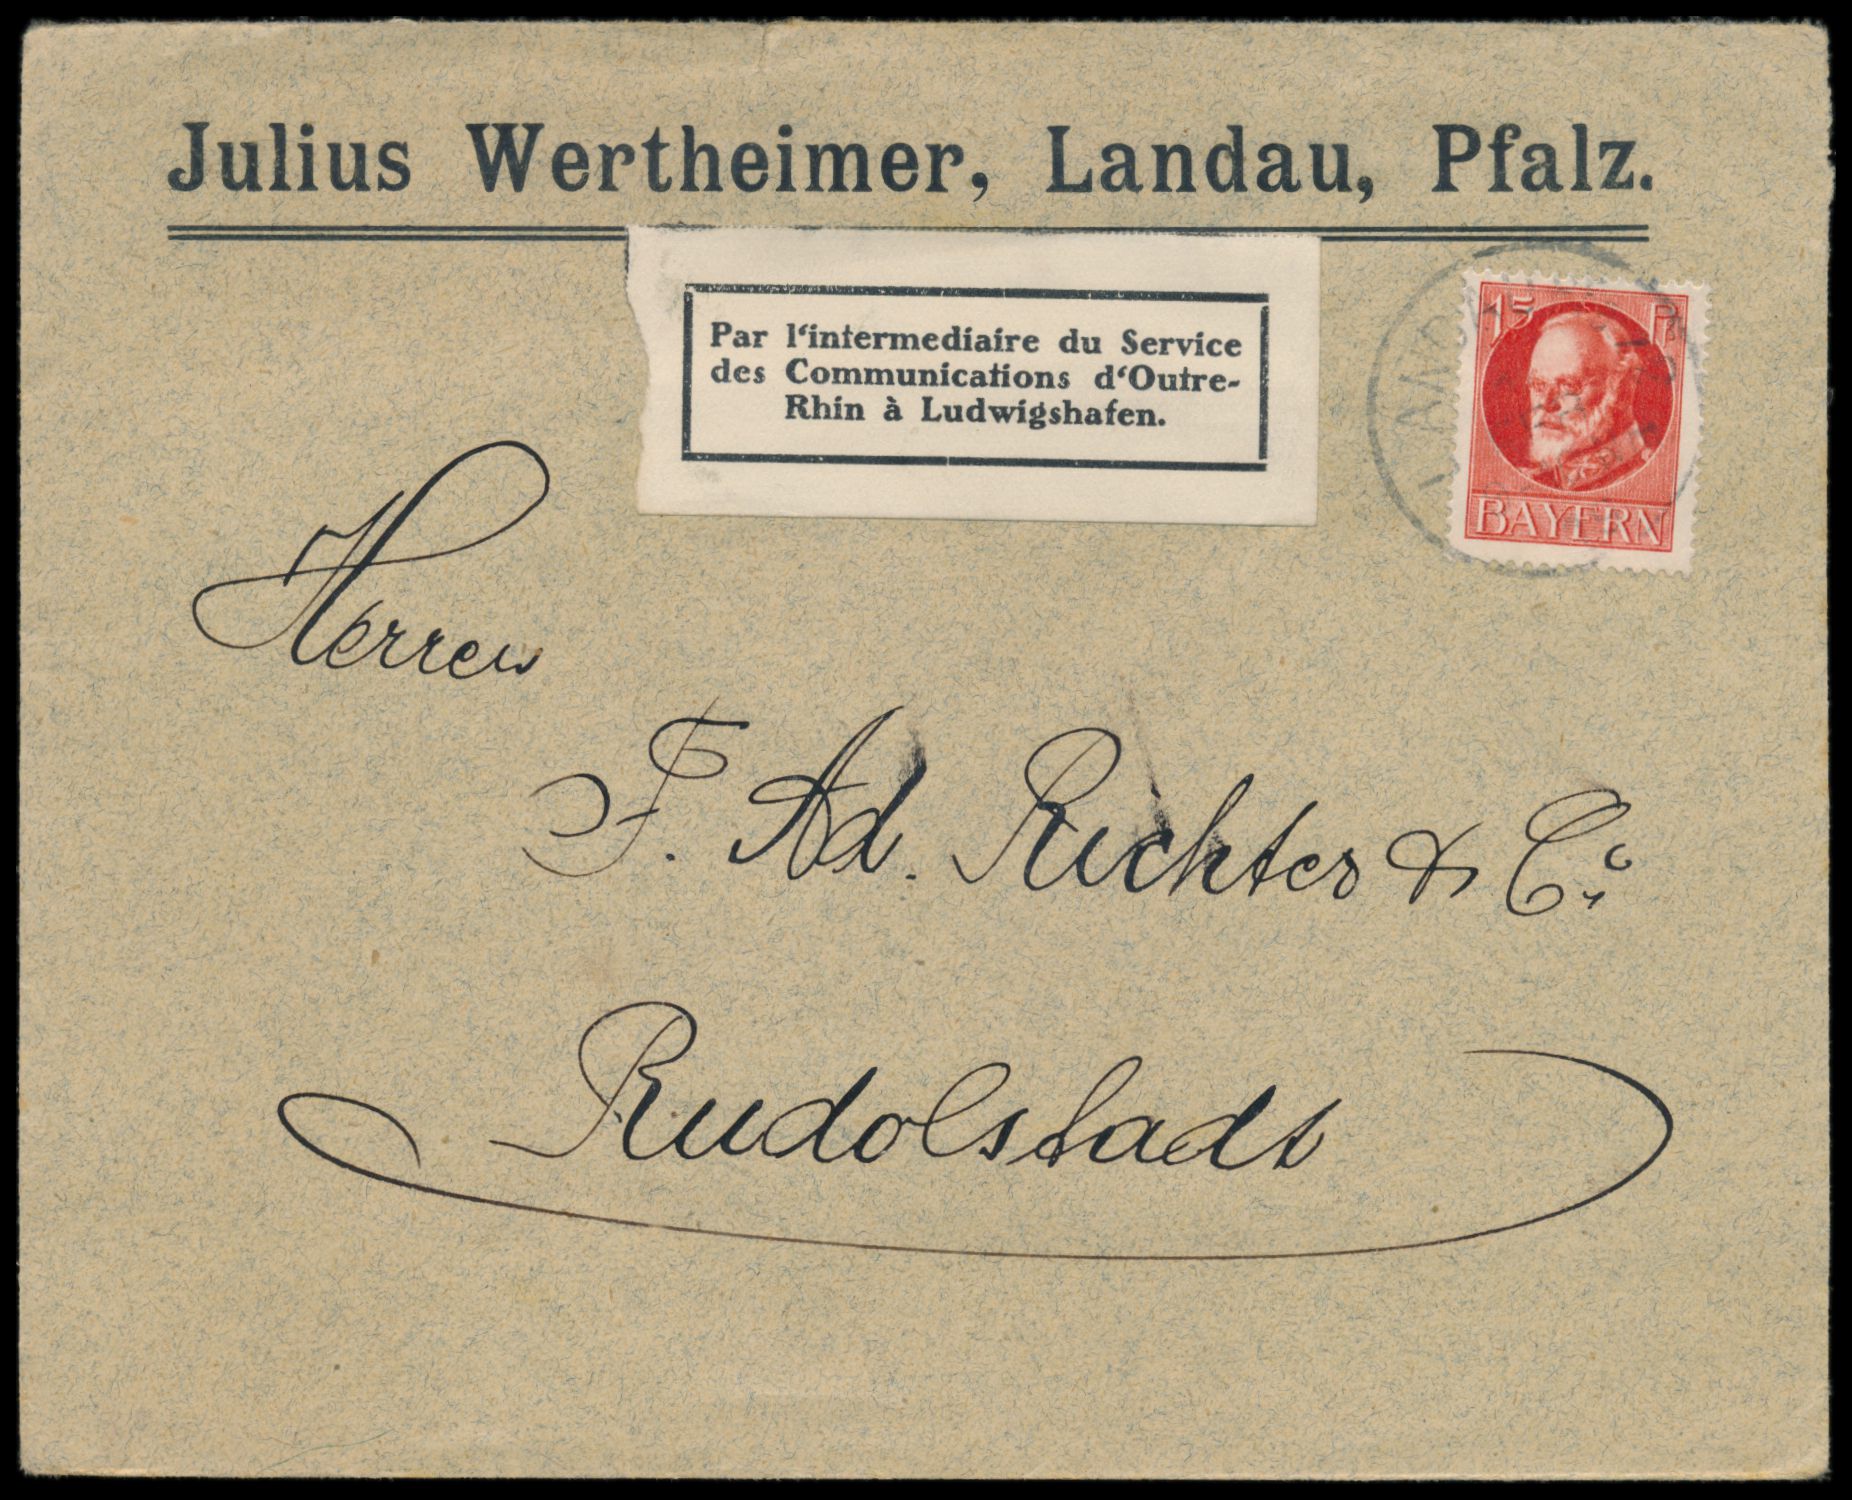 Julius Wertheimer, Landau, Pfalz.
Par l'intermediaire du Service
des Communications d'Outre-
Rhin à Ludwigshafen.
15 Pf
BAYERN
LANDAU
Herren
F. Ad. Richter & Co.
Rudolstadt